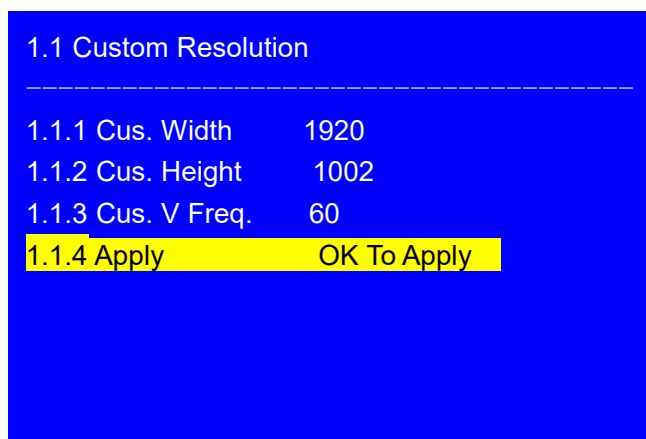 1.1 Custom Resolution
1.1.1 Cus. Width 1920
1.1.2 Cus. Height 1002
1.1.3 Cus. V Freq. 60
1.1.4 Apply OK To Apply